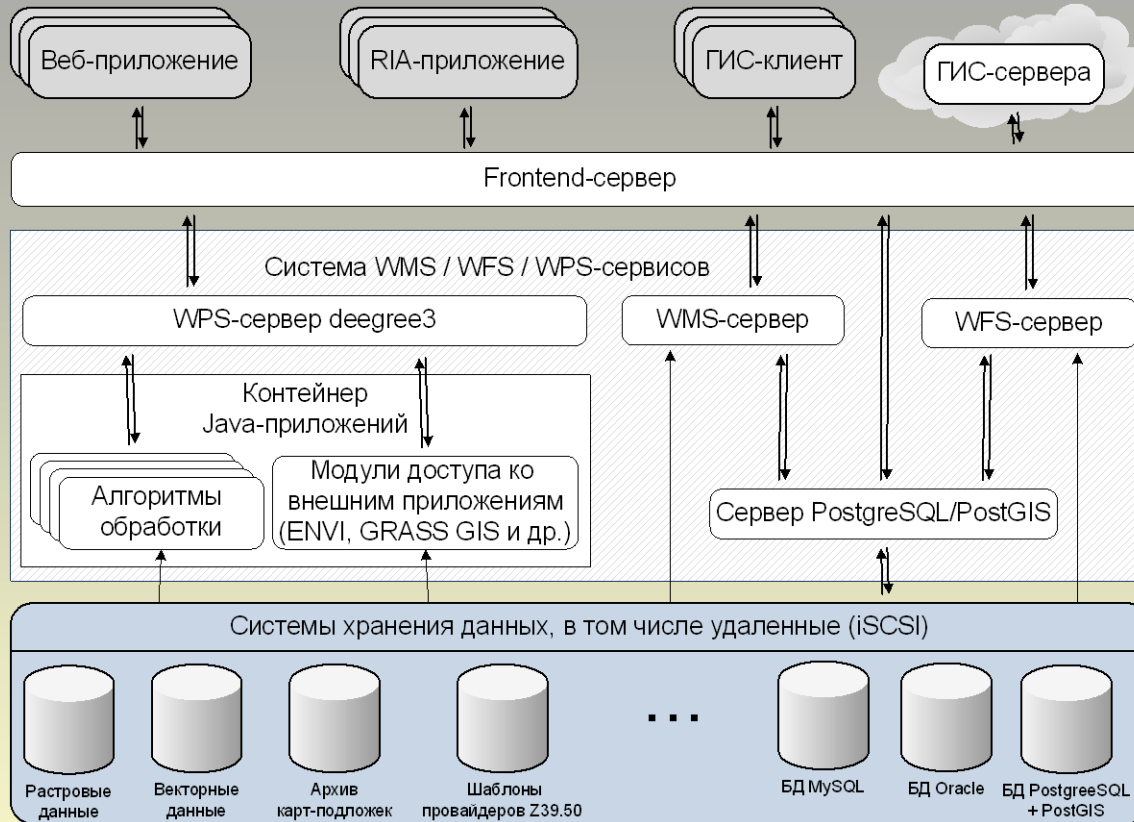 Веб-приложение
RIA-приложение
ГИС-клиент
ГИС-сервера
Frontend-сервер
Система WMS / WFS / WPS-сервисов
WPS-сервер deegree3
WMS-сервер
WFS-сервер
Контейнер
Java-приложений
Алгоритмы
обработки
Модули доступа ко
внешним приложениям
(ENVI, GRASS GIS и др.)
Сервер PostgreSQL/PostGIS
Системы хранения данных, в том числе удаленные (iSCSI)
Растровые
данные
Векторные
данные
Архив
карт-подложек
Шаблоны
провайдеров Z39.50
...
БД MySQL
БД Oracle
БД PostgreeSQL
+ PostGIS